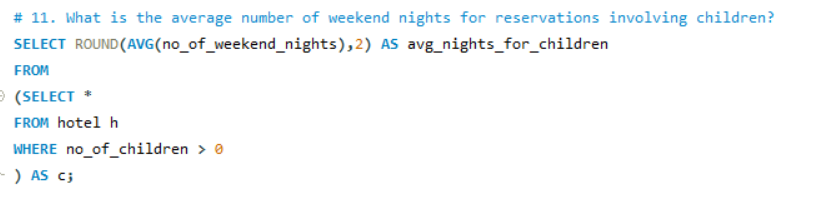 # 11. What is the average number of weekend nights for reservations involving children?
SELECT ROUND(AVG(no_of_weekend_nights),2) AS avg_nights_for_children
FROM
(SELECT *
FROM hotel h
WHERE no_of_children > 0
) AS c;